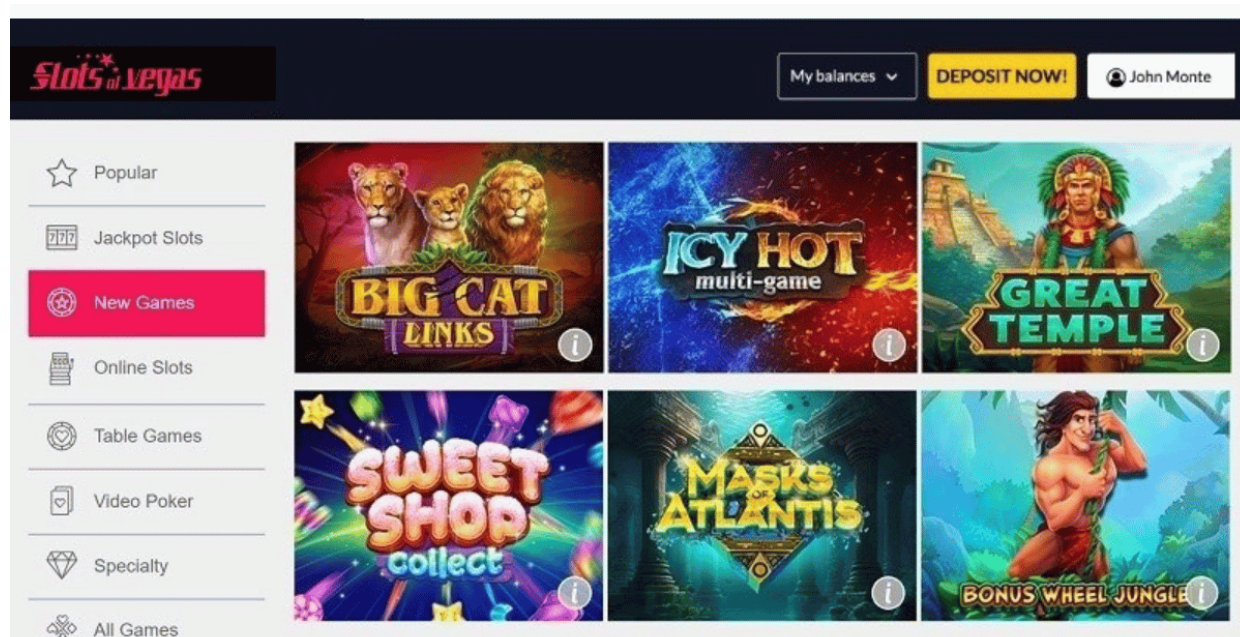 Slots of vegas
My balances
DEPOSIT NOW!
John Monte
Popular
777
Jackpot Slots
New Games
Online Slots
Table Games
Video Poker
Specialty
All Games
BIG CAT
LINKS
i
ICY HOT
multi-game
i
GREAT
TEMPLE
i
SWEET
SHOP
collect
i
MASKS
OF
ATLANTIS
i
BONUS WHEEL JUNGLE
i